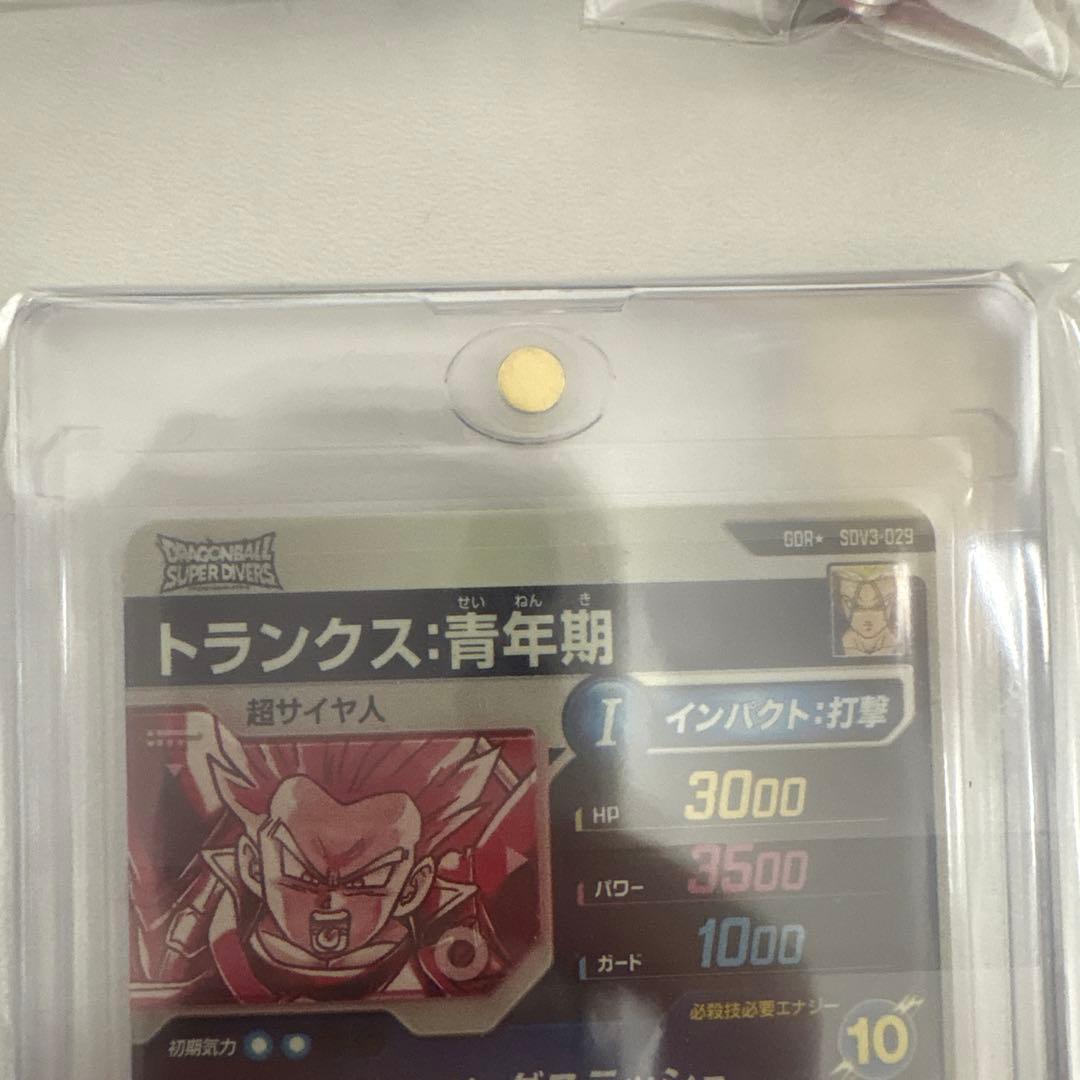 GDR★ SDV3-029
DRAGONBALL
SUPER DIVERS
せい ねん き
トランクス:青年期
超サイヤ人
I インパクト:打撃
HP 3000
パワー 3500
ガード 1000
必殺技必要エナジー
10
初期気力